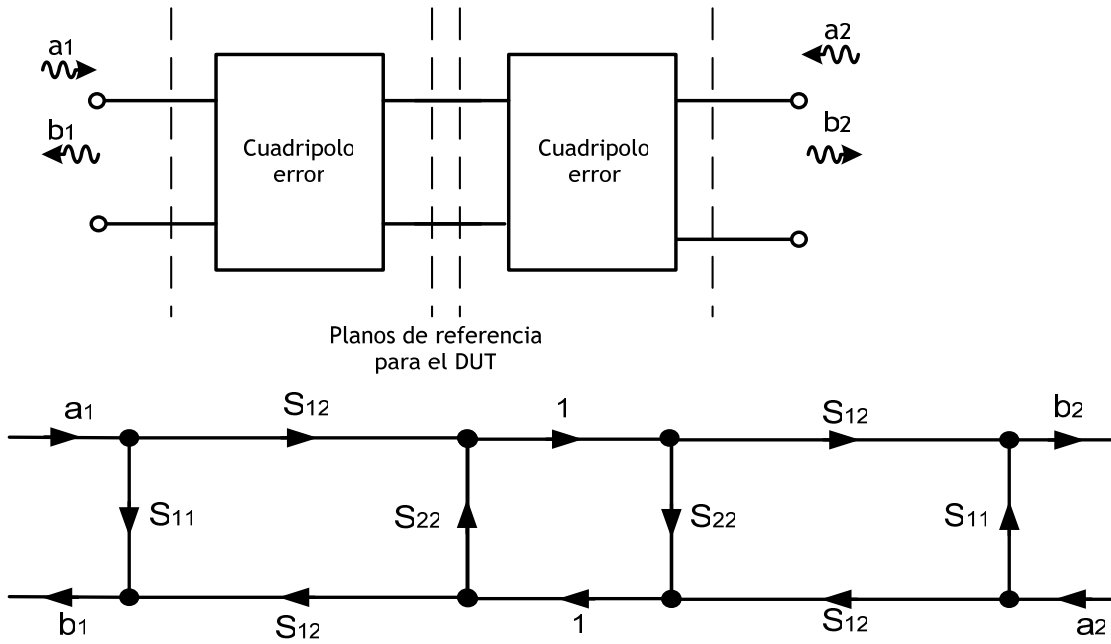 a1
a2
b1
b2
Cuadripolo
error
Cuadripolo
error
Planos de referencia
para el DUT
a1
S12
1
S12
b2
S11
S22
S22
S11
b1
S12
1
S12
a2